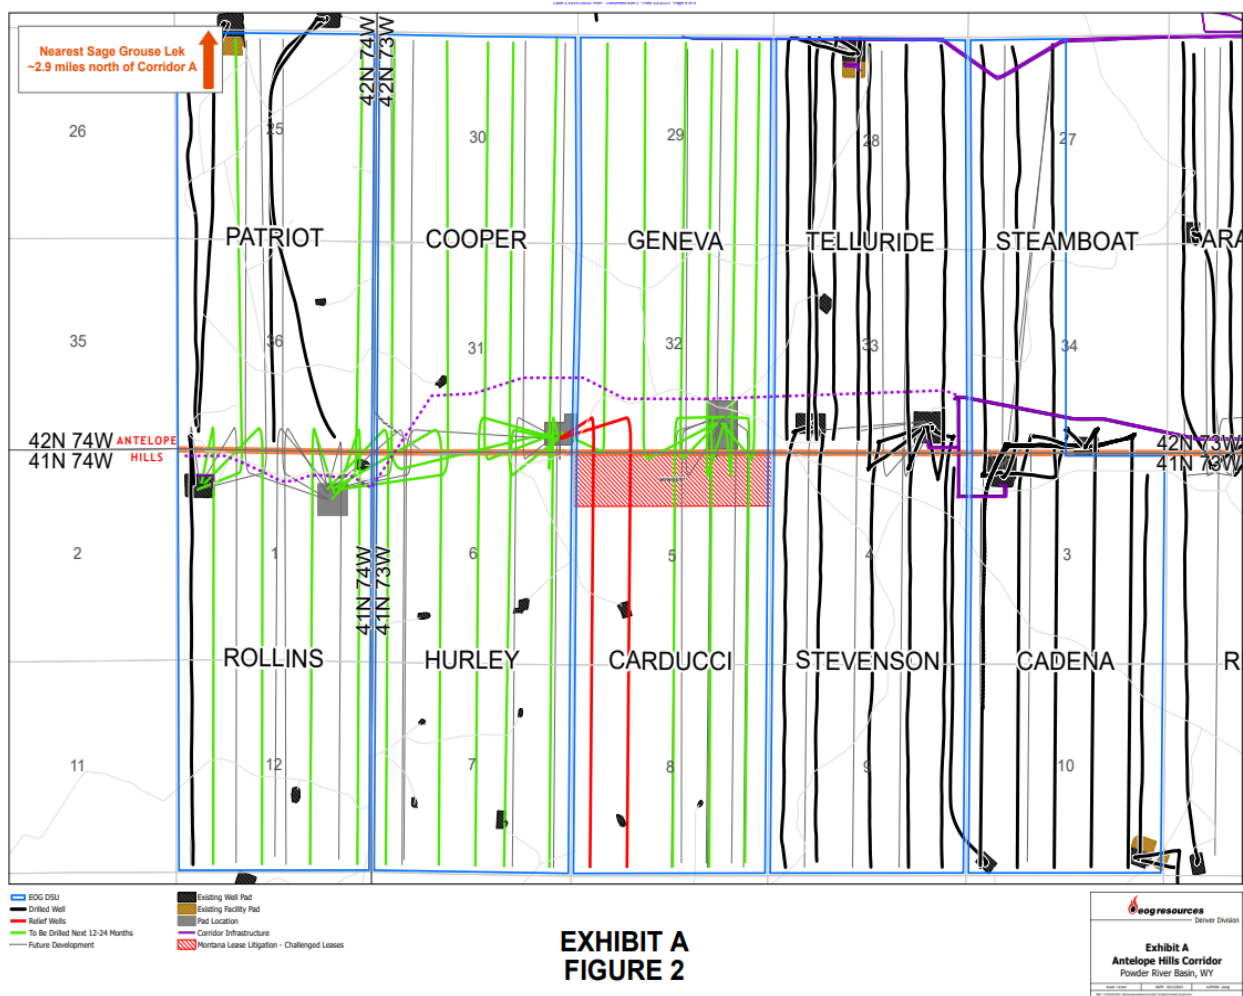 Nearest Sage Grouse Lek
~2.9 miles north of Corridor A
42N 74W
42N 73W
26
25
30
29
28
27
PATRIOT
COOPER
GENEVA
TELLURIDE
STEAMBOAT
ARA
35
36
31
32
33
34
42N 74W
ANTELOPE
41N 74W
HILLS
42N 73W
41N 73W
2
1
6
5
4
3
41N 74W
41N 73W
ROLLINS
HURLEY
CARDUCCI
STEVENSON
CADENA
R
11
12
7
8
9
10
EOG DSU
Drilled Well
Relief Wells
To Be Drilled Next 12-24 Months
Future Development
Existing Well Pad
Existing Facility Pad
Pad Location
Corridor Infrastructure
Montana Lease Litigation - Challenged Leases
EXHIBIT A
FIGURE 2
eog resources
Denver Division
Exhibit A
Antelope Hills Corridor
Powder River Basin, WY